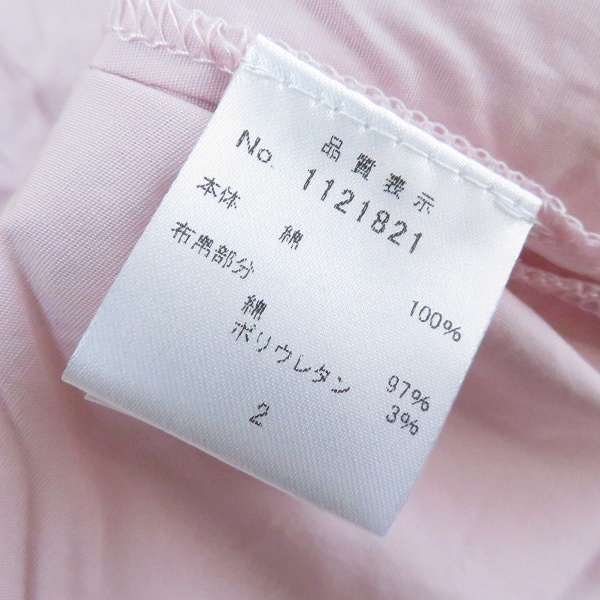 品質表示
No. 1121821
本体
綿 100%
布帛部分
綿 97%
ポリウレタン 3%
2